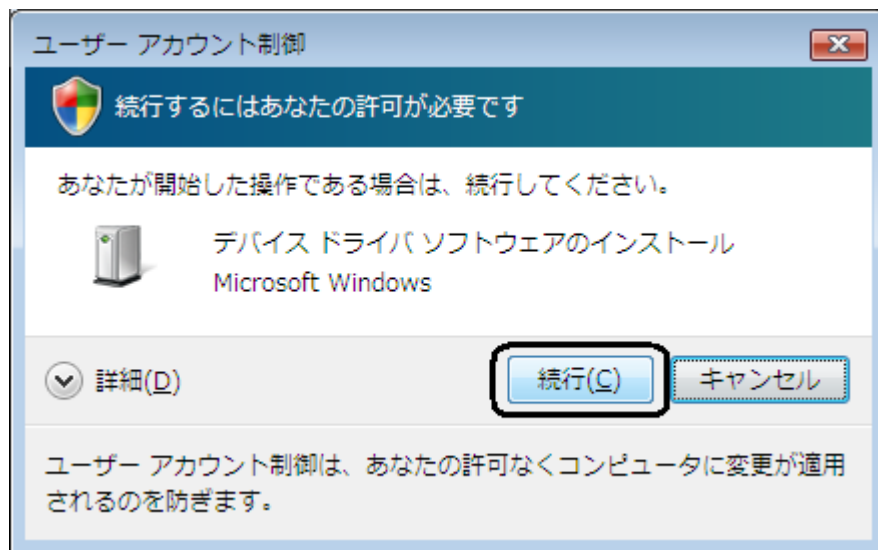 ユーザー アカウント制御
続行するにはあなたの許可が必要です
あなたが開始した操作である場合は、続行してください。
デバイス ドライバ ソフトウェアのインストール
Microsoft Windows
詳細(D)
続行(C)
キャンセル
ユーザー アカウント制御は、あなたの許可なくコンピュータに変更が適用
されるのを防ぎます。